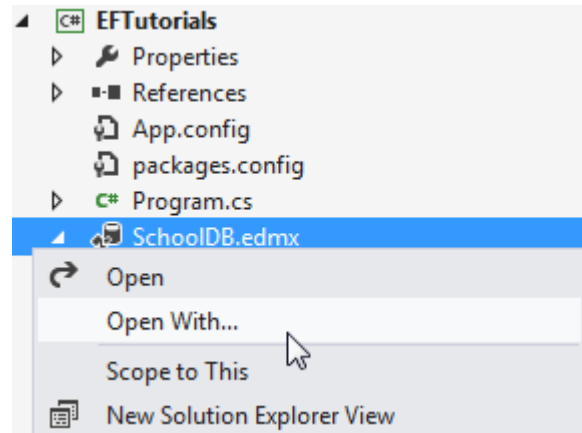 C# EFTutorials
Properties
References
App.config
packages.config
C# Program.cs
SchoolDB.edmx
Open
Open With...
Scope to This
New Solution Explorer View